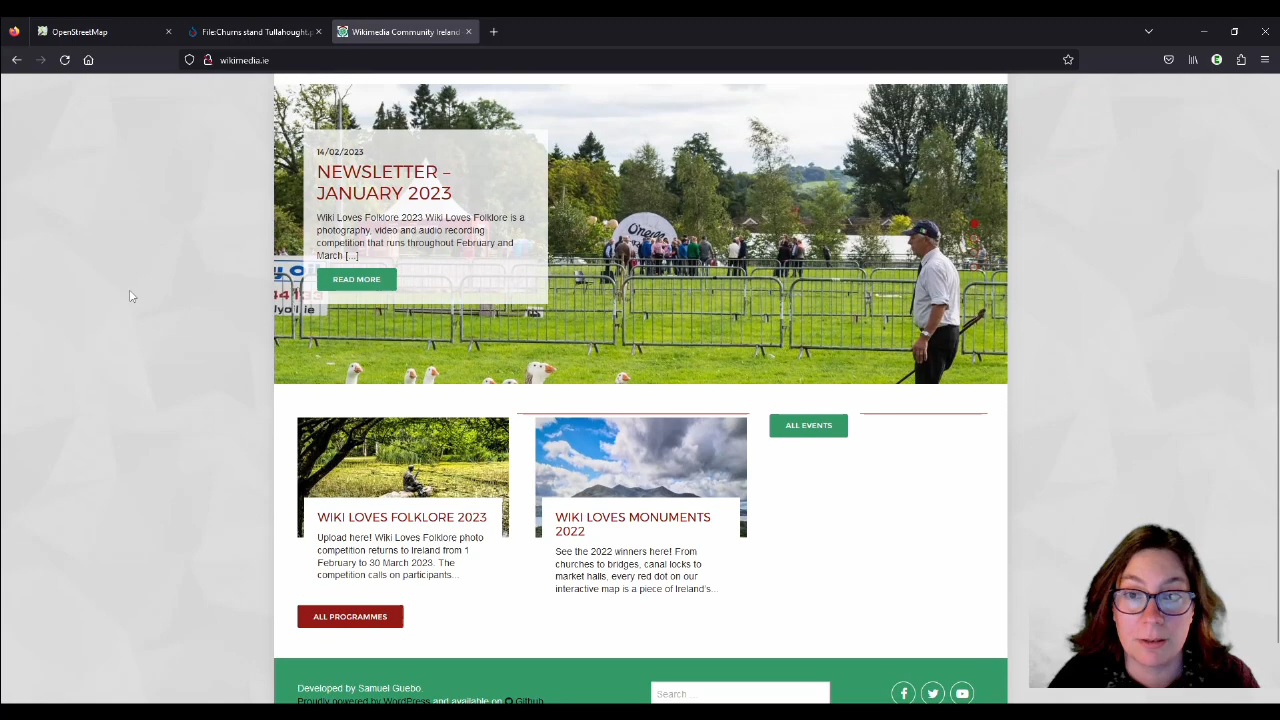 OpenStreetMap
File:Churns stand Tullahought.p
Wikimedia Community Ireland
wikimedia.ie
14/02/2023
NEWSLETTER –
JANUARY 2023
Wiki Loves Folklore 2023 Wiki Loves Folklore is a
photography, video and audio recording
competition that runs throughout February and
March [...]
READ MORE
O'Neills
ALL EVENTS
WIKI LOVES FOLKLORE 2023
Upload here! Wiki Loves Folklore photo
competition returns to Ireland from 1
February to 30 March 2023. The
competition calls on participants...
WIKI LOVES MONUMENTS
2022
See the 2022 winners here! From
churches to bridges, canal locks to
market halls, every red dot on our
interactive map is a piece of Ireland's...
ALL PROGRAMMES
Developed by Samuel Guebo.
Proudly powered by WordPress and available on Github
Search ...